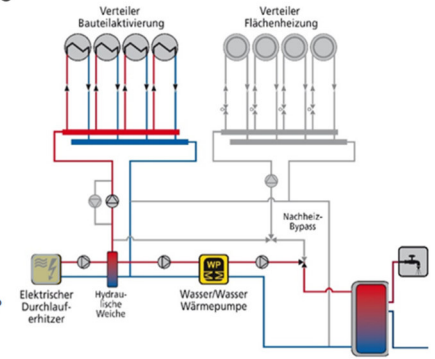 Verteiler
Bauteilaktivierung
Verteiler
Flächenheizung
Nachheiz-
Bypass
WP
Elektrischer
Durchlauf-
erhitzer
Hydrau-
lische
Weiche
Wasser/Wasser
Wärmepumpe